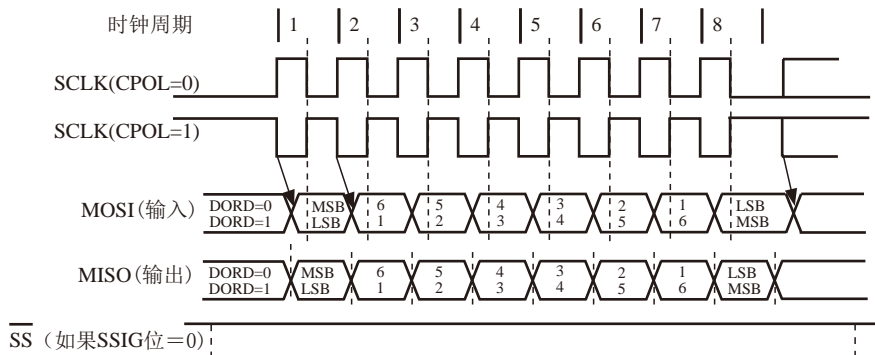 时钟周期 1 2 3 4 5 6 7 8
SCLK(CPOL=0)
SCLK(CPOL=1)
MOSI(输入) DORD=0 MSB 6 5 4 3 2 1 LSB
DORD=1 LSB 1 2 3 4 5 6 MSB
MISO(输出) DORD=0 MSB 6 5 4 3 2 1 LSB
DORD=1 LSB 1 2 3 4 5 6 MSB
SS (如果SSIG位=0)